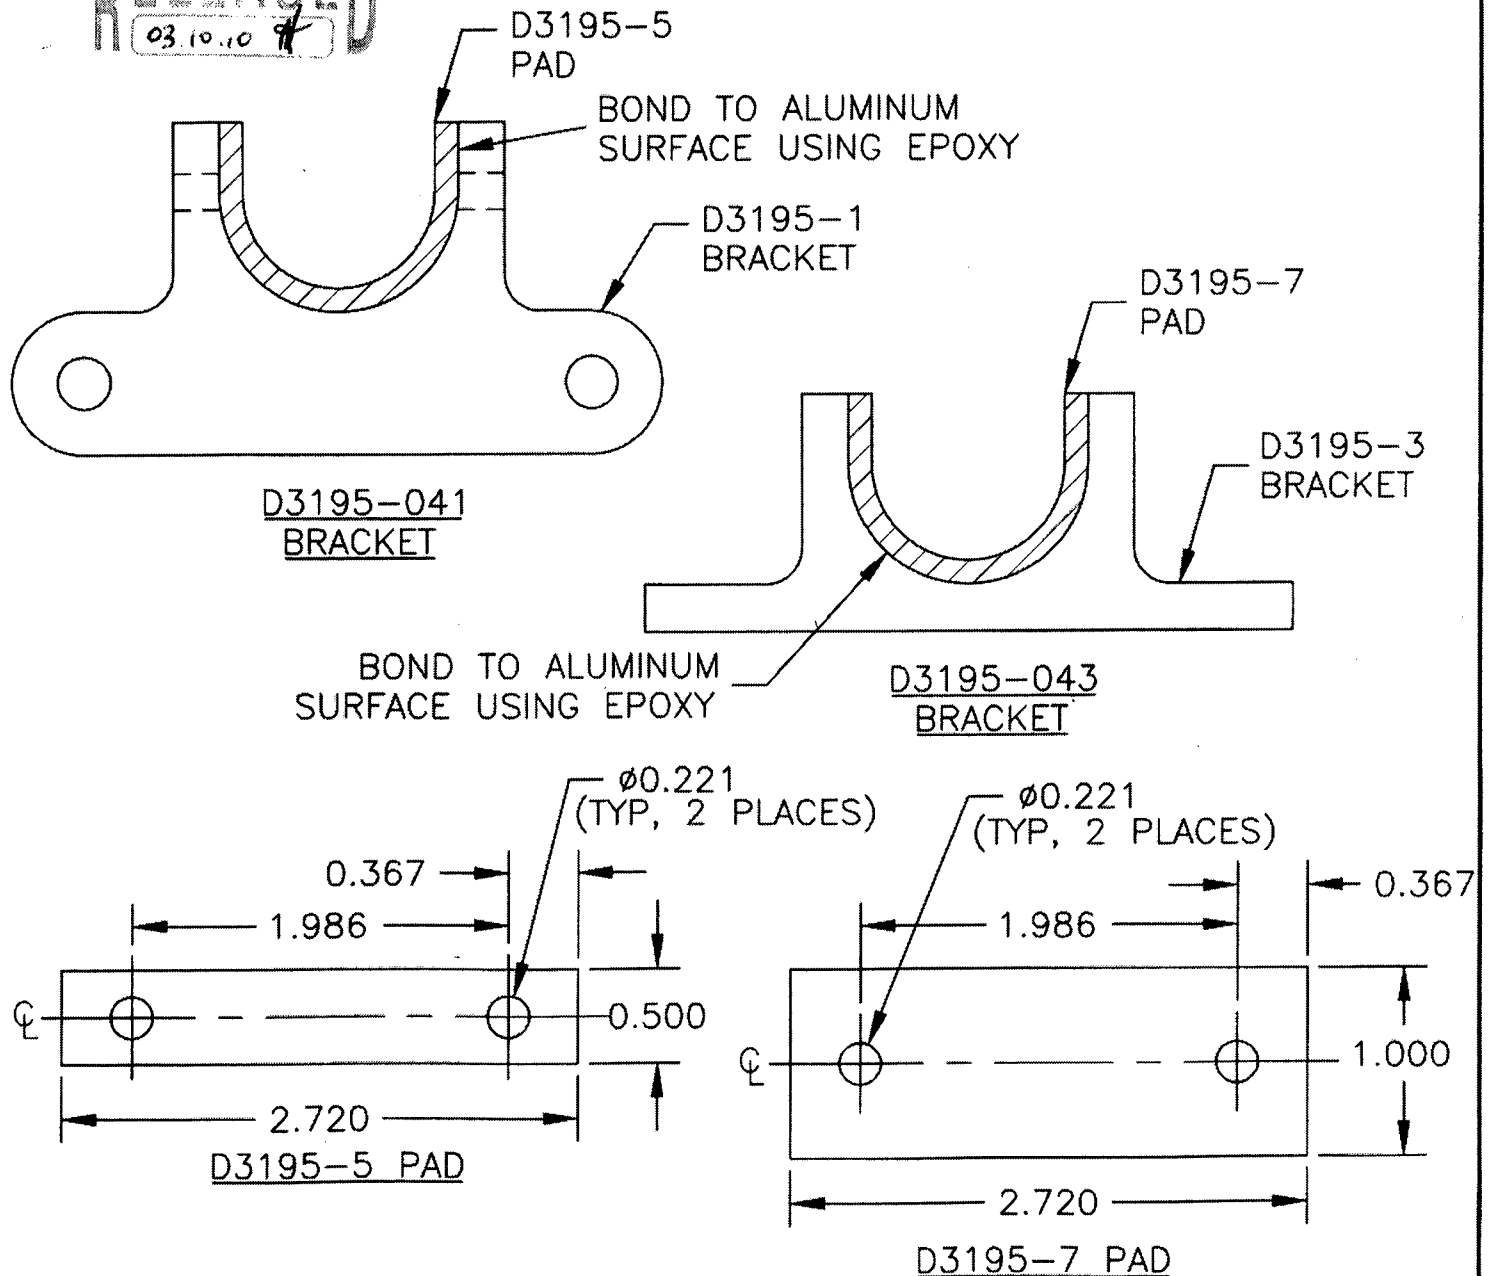 03.10.10
D3195-5
PAD
BOND TO ALUMINUM
SURFACE USING EPOXY
D3195-1
BRACKET
D3195-7
PAD
D3195-3
BRACKET
D3195-041
BRACKET
BOND TO ALUMINUM
SURFACE USING EPOXY
D3195-043
BRACKET
ø0.221
(TYP, 2 PLACES)
0.367
1.986
℄
0.500
2.720
D3195-5 PAD
ø0.221
(TYP, 2 PLACES)
0.367
1.986
℄
1.000
2.720
D3195-7 PAD